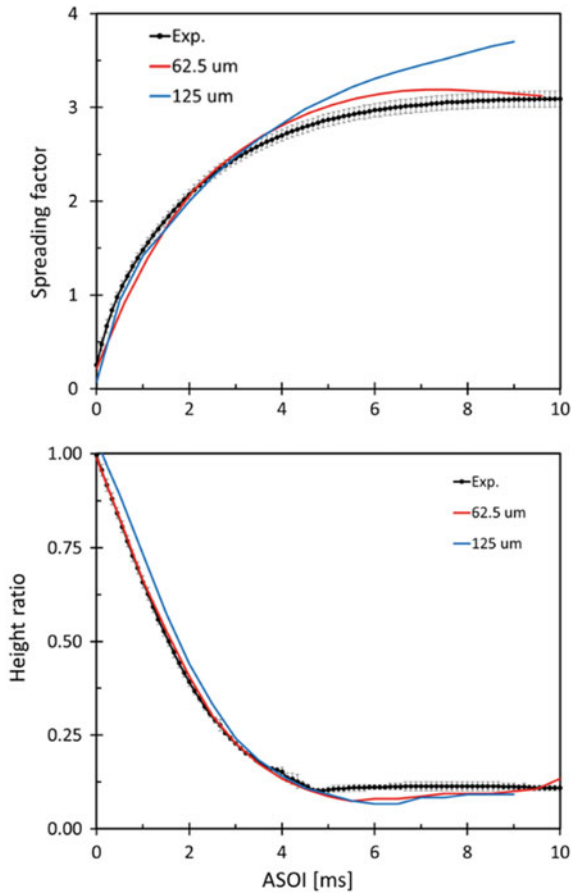 4
3
2
1
0
Spreading factor
Exp.
62.5 um
125 um
0 2 4 6 8 10
1.00
0.75
0.50
0.25
0.00
Height ratio
Exp.
62.5 um
125 um
0 2 4 6 8 10
ASOI [ms]